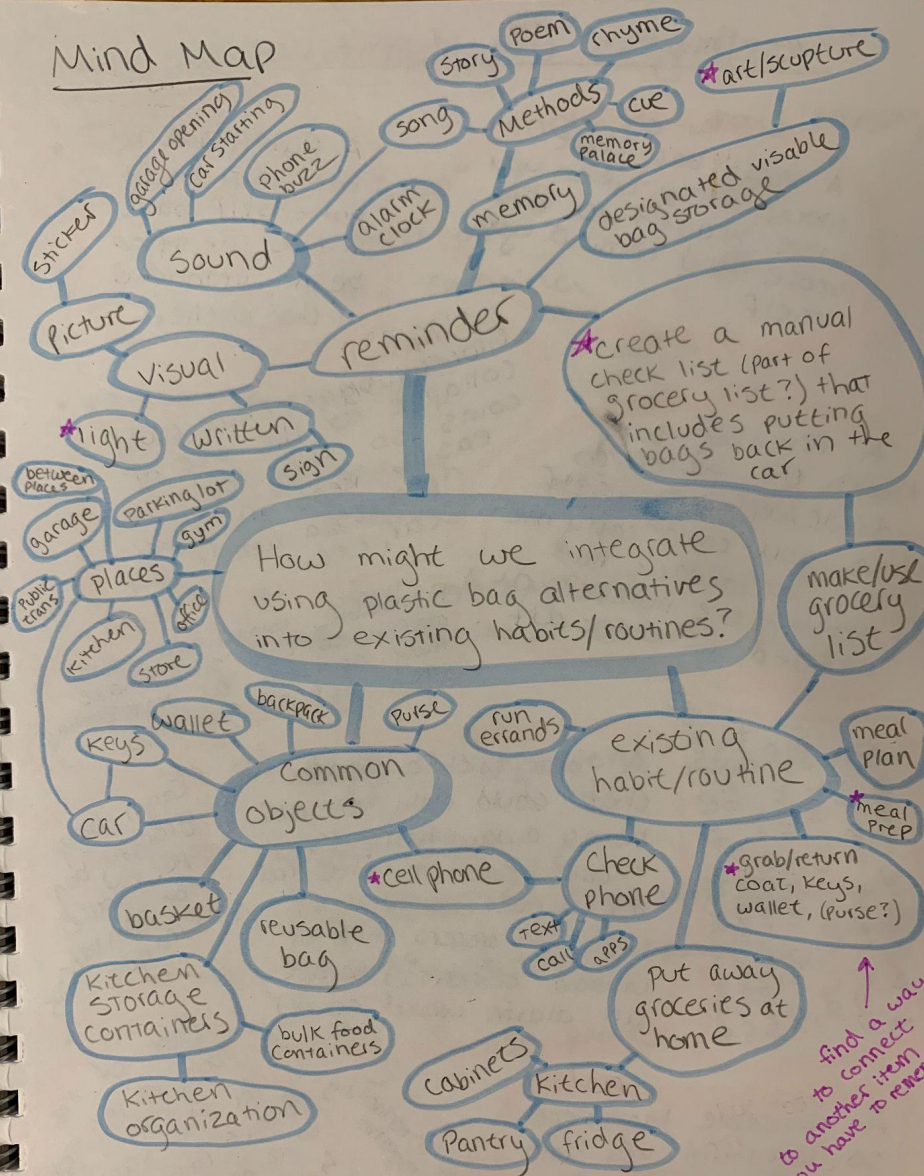 Mind Map
story
poem
rhyme
art/scupture
song
Methods
cue
memory
palace
garage opening
car starting
phone
buzz
alarm
clock
memory
designated visable
bag storage
sticker
sound
picture
visual
reminder
light
written
sign
create a manual
check list (part of
grocery list?) that
includes putting
bags back in the
car
between
places
garage
parking lot
gym
places
public
trans
office
kitchen
store
How might we integrate
using plastic bag alternatives
into existing habits/routines?
make/use
grocery
list
keys
wallet
backpack
purse
car
common
objects
run
errands
existing
habit/routine
meal
plan
meal
prep
cell phone
check
phone
text
call
apps
grab/return
coat, keys,
wallet, (purse?)
basket
reusable
bag
kitchen
storage
containers
bulk food
containers
kitchen
organization
put away
groceries at
home
cabinets
kitchen
pantry
fridge
find a way
to connect
to another item
have to